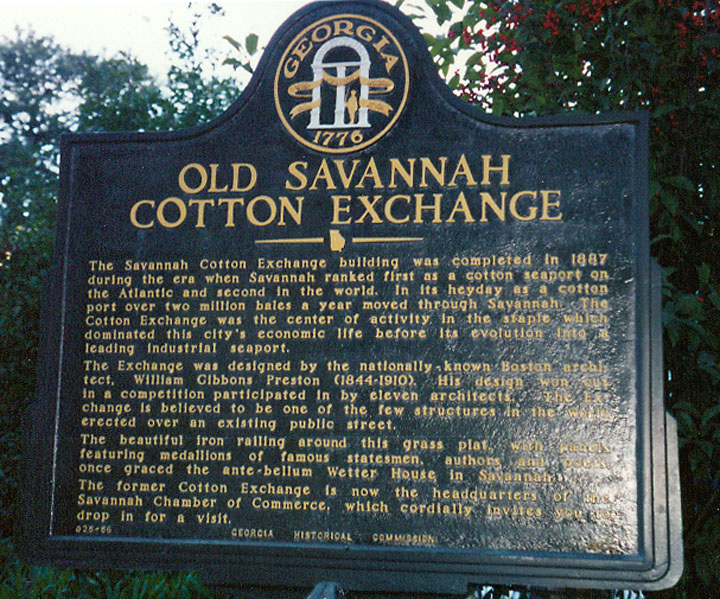 GEORGIA
1776
OLD SAVANNAH
COTTON EXCHANGE
The Savannah Cotton Exchange building was completed in 1887
during the era when Savannah ranked first as a cotton seaport on
the Atlantic and second in the world. In its heyday as a cotton
port over two million bales a year moved through Savannah. The
Cotton Exchange was the center of activity in the staple which
dominated this city's economic life before its evolution into a
leading industrial seaport.
The Exchange was designed by the nationally-known Boston archi-
tect, William Gibbons Preston (1844-1910). His design won out
in a competition participated in by eleven architects. The Ex-
change is believed to be one of the few structures in the world
erected over an existing public street.
The beautiful iron railing around this grass plat, with panels
featuring medallions of famous statesmen, authors and poets,
once graced the ante-bellum Wetter House in Savannah.
The former Cotton Exchange is now the headquarters of the
Savannah Chamber of Commerce, which cordially invites you to
drop in for a visit.
025-56 GEORGIA HISTORICAL COMMISSION